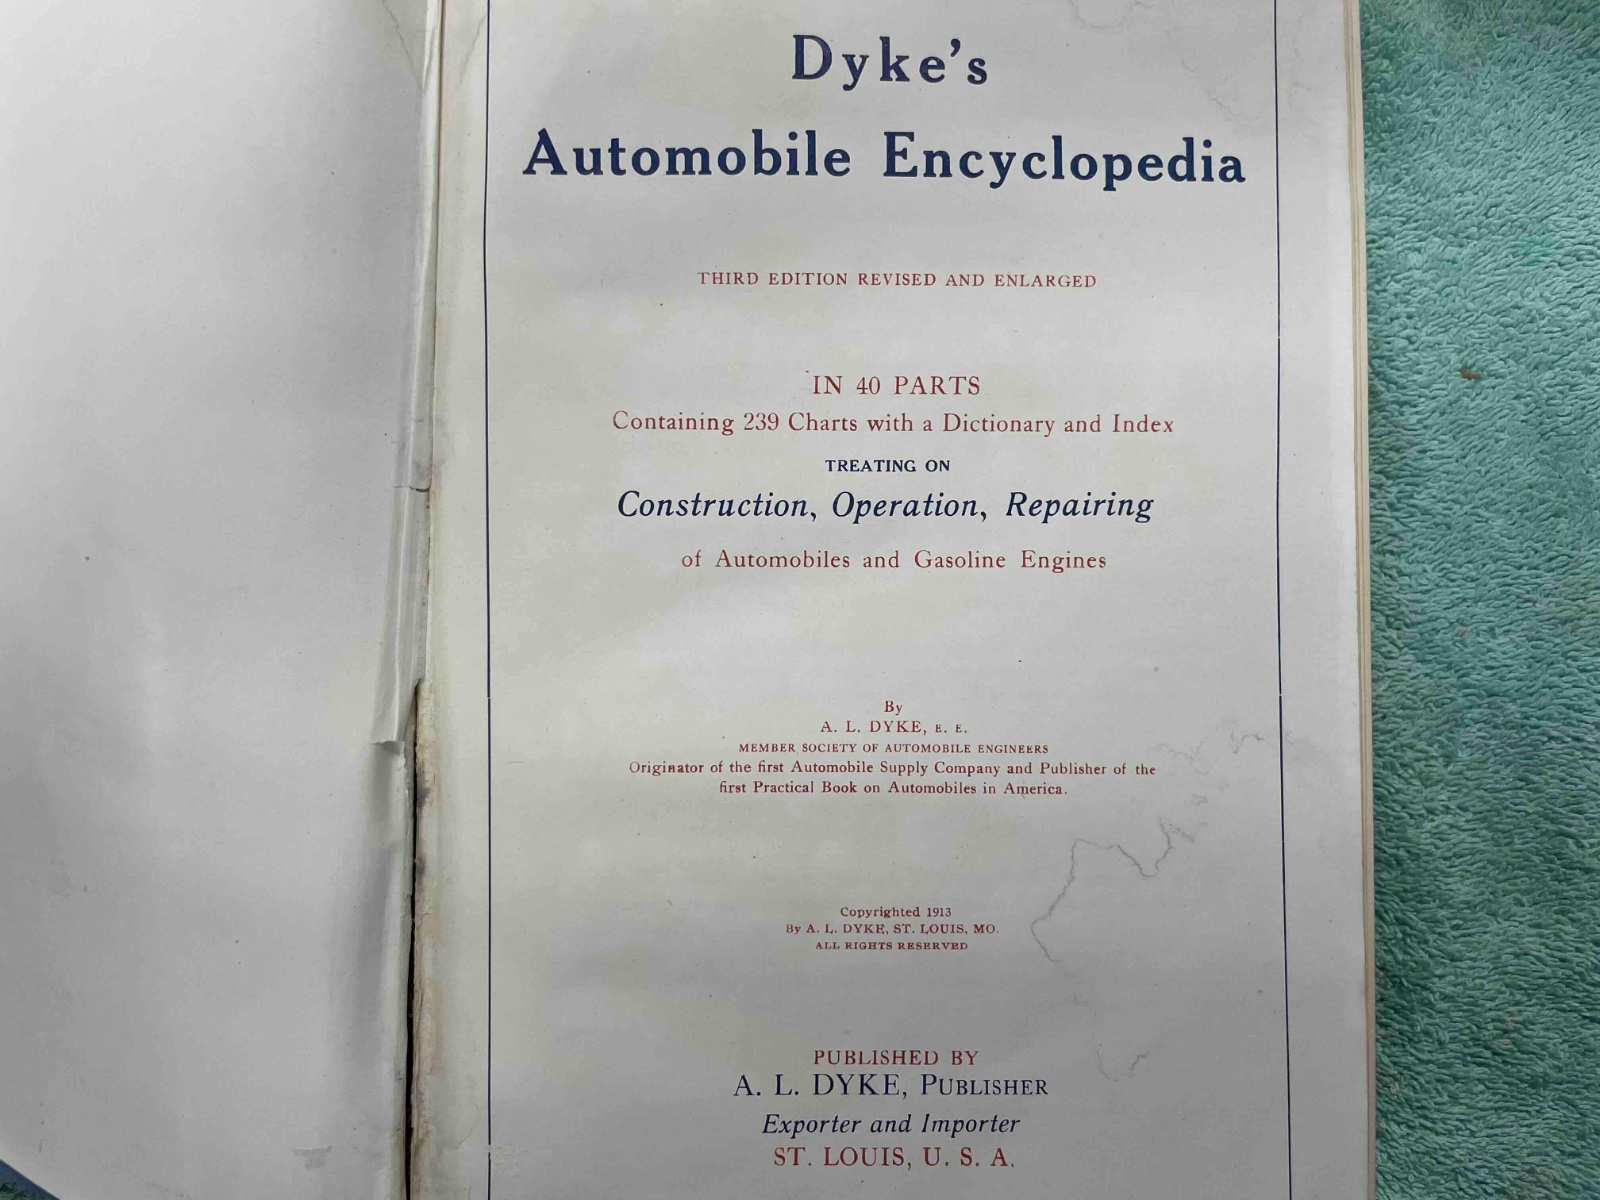 Dyke's
Automobile Encyclopedia
THIRD EDITION REVISED AND ENLARGED
IN 40 PARTS
Containing 239 Charts with a Dictionary and Index
TREATING ON
Construction, Operation, Repairing
of Automobiles and Gasoline Engines
By
A. L. DYKE, E. E.
MEMBER SOCIETY OF AUTOMOBILE ENGINEERS
Originator of the first Automobile Supply Company and Publisher of the
first Practical Book on Automobiles in America.
Copyrighted 1913
By A. L. DYKE, ST. LOUIS, MO.
ALL RIGHTS RESERVED
PUBLISHED BY
A. L. DYKE, PUBLISHER
Exporter and Importer
ST. LOUIS, U. S. A.